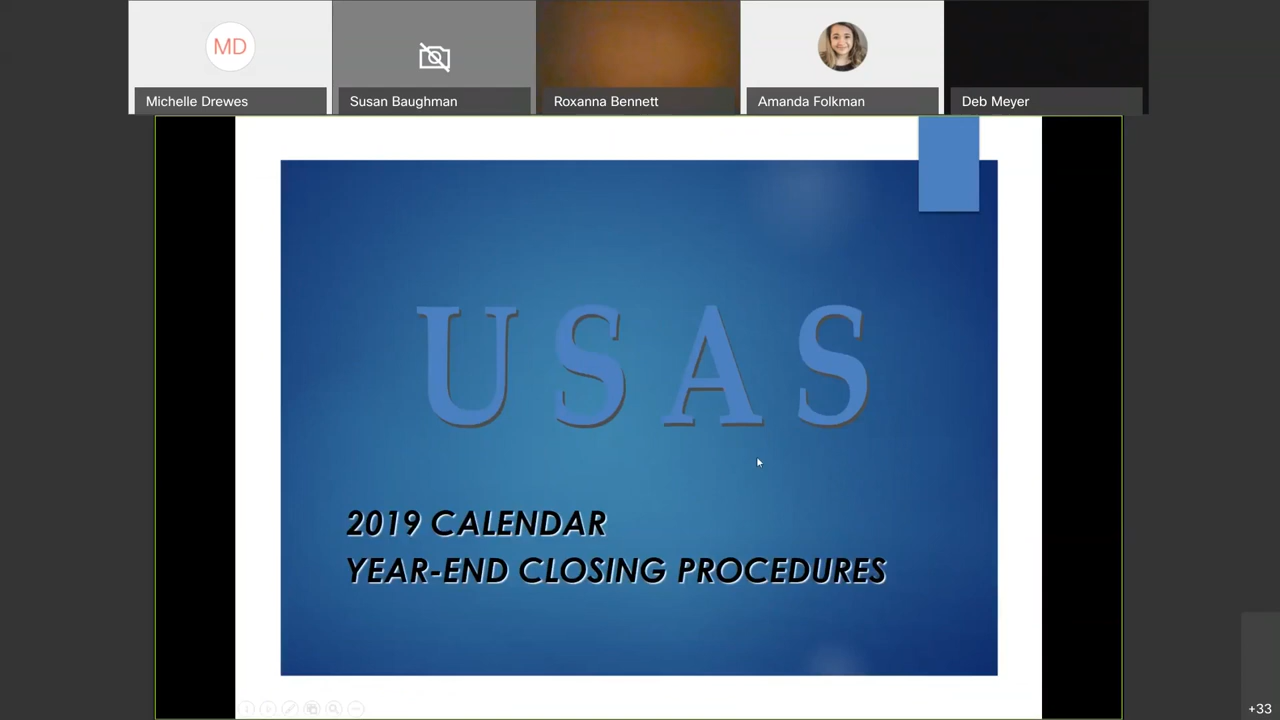 MD
Michelle Drewes
Susan Baughman
Roxanna Bennett
Amanda Folkman
Deb Meyer
USAS
2019 CALENDAR
YEAR-END CLOSING PROCEDURES
+33